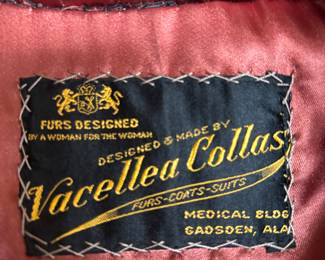 FURS DESIGNED
BY A WOMAN FOR THE WOMAN
DESIGNED & MADE BY
Vacellea Collas
FURS-COATS-SUITS
MEDICAL BLDG
GADSDEN, ALA